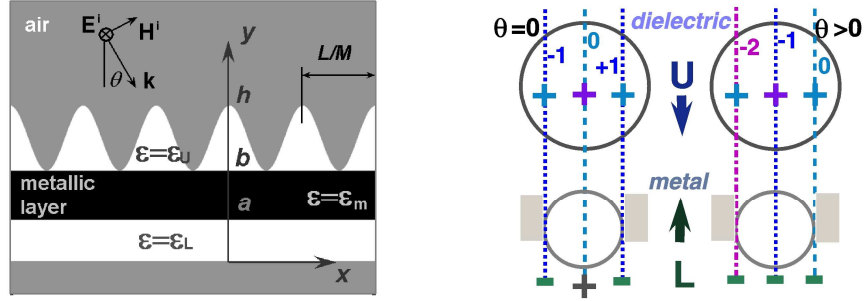 air
E^i
H^i
θ
k
y
L/M
h
ε=ε_U
b
metallic
layer
a
ε=ε_m
ε=ε_L
x
θ=0
dielectric
θ>0
-1
0
+1
-2
-1
0
U
metal
L